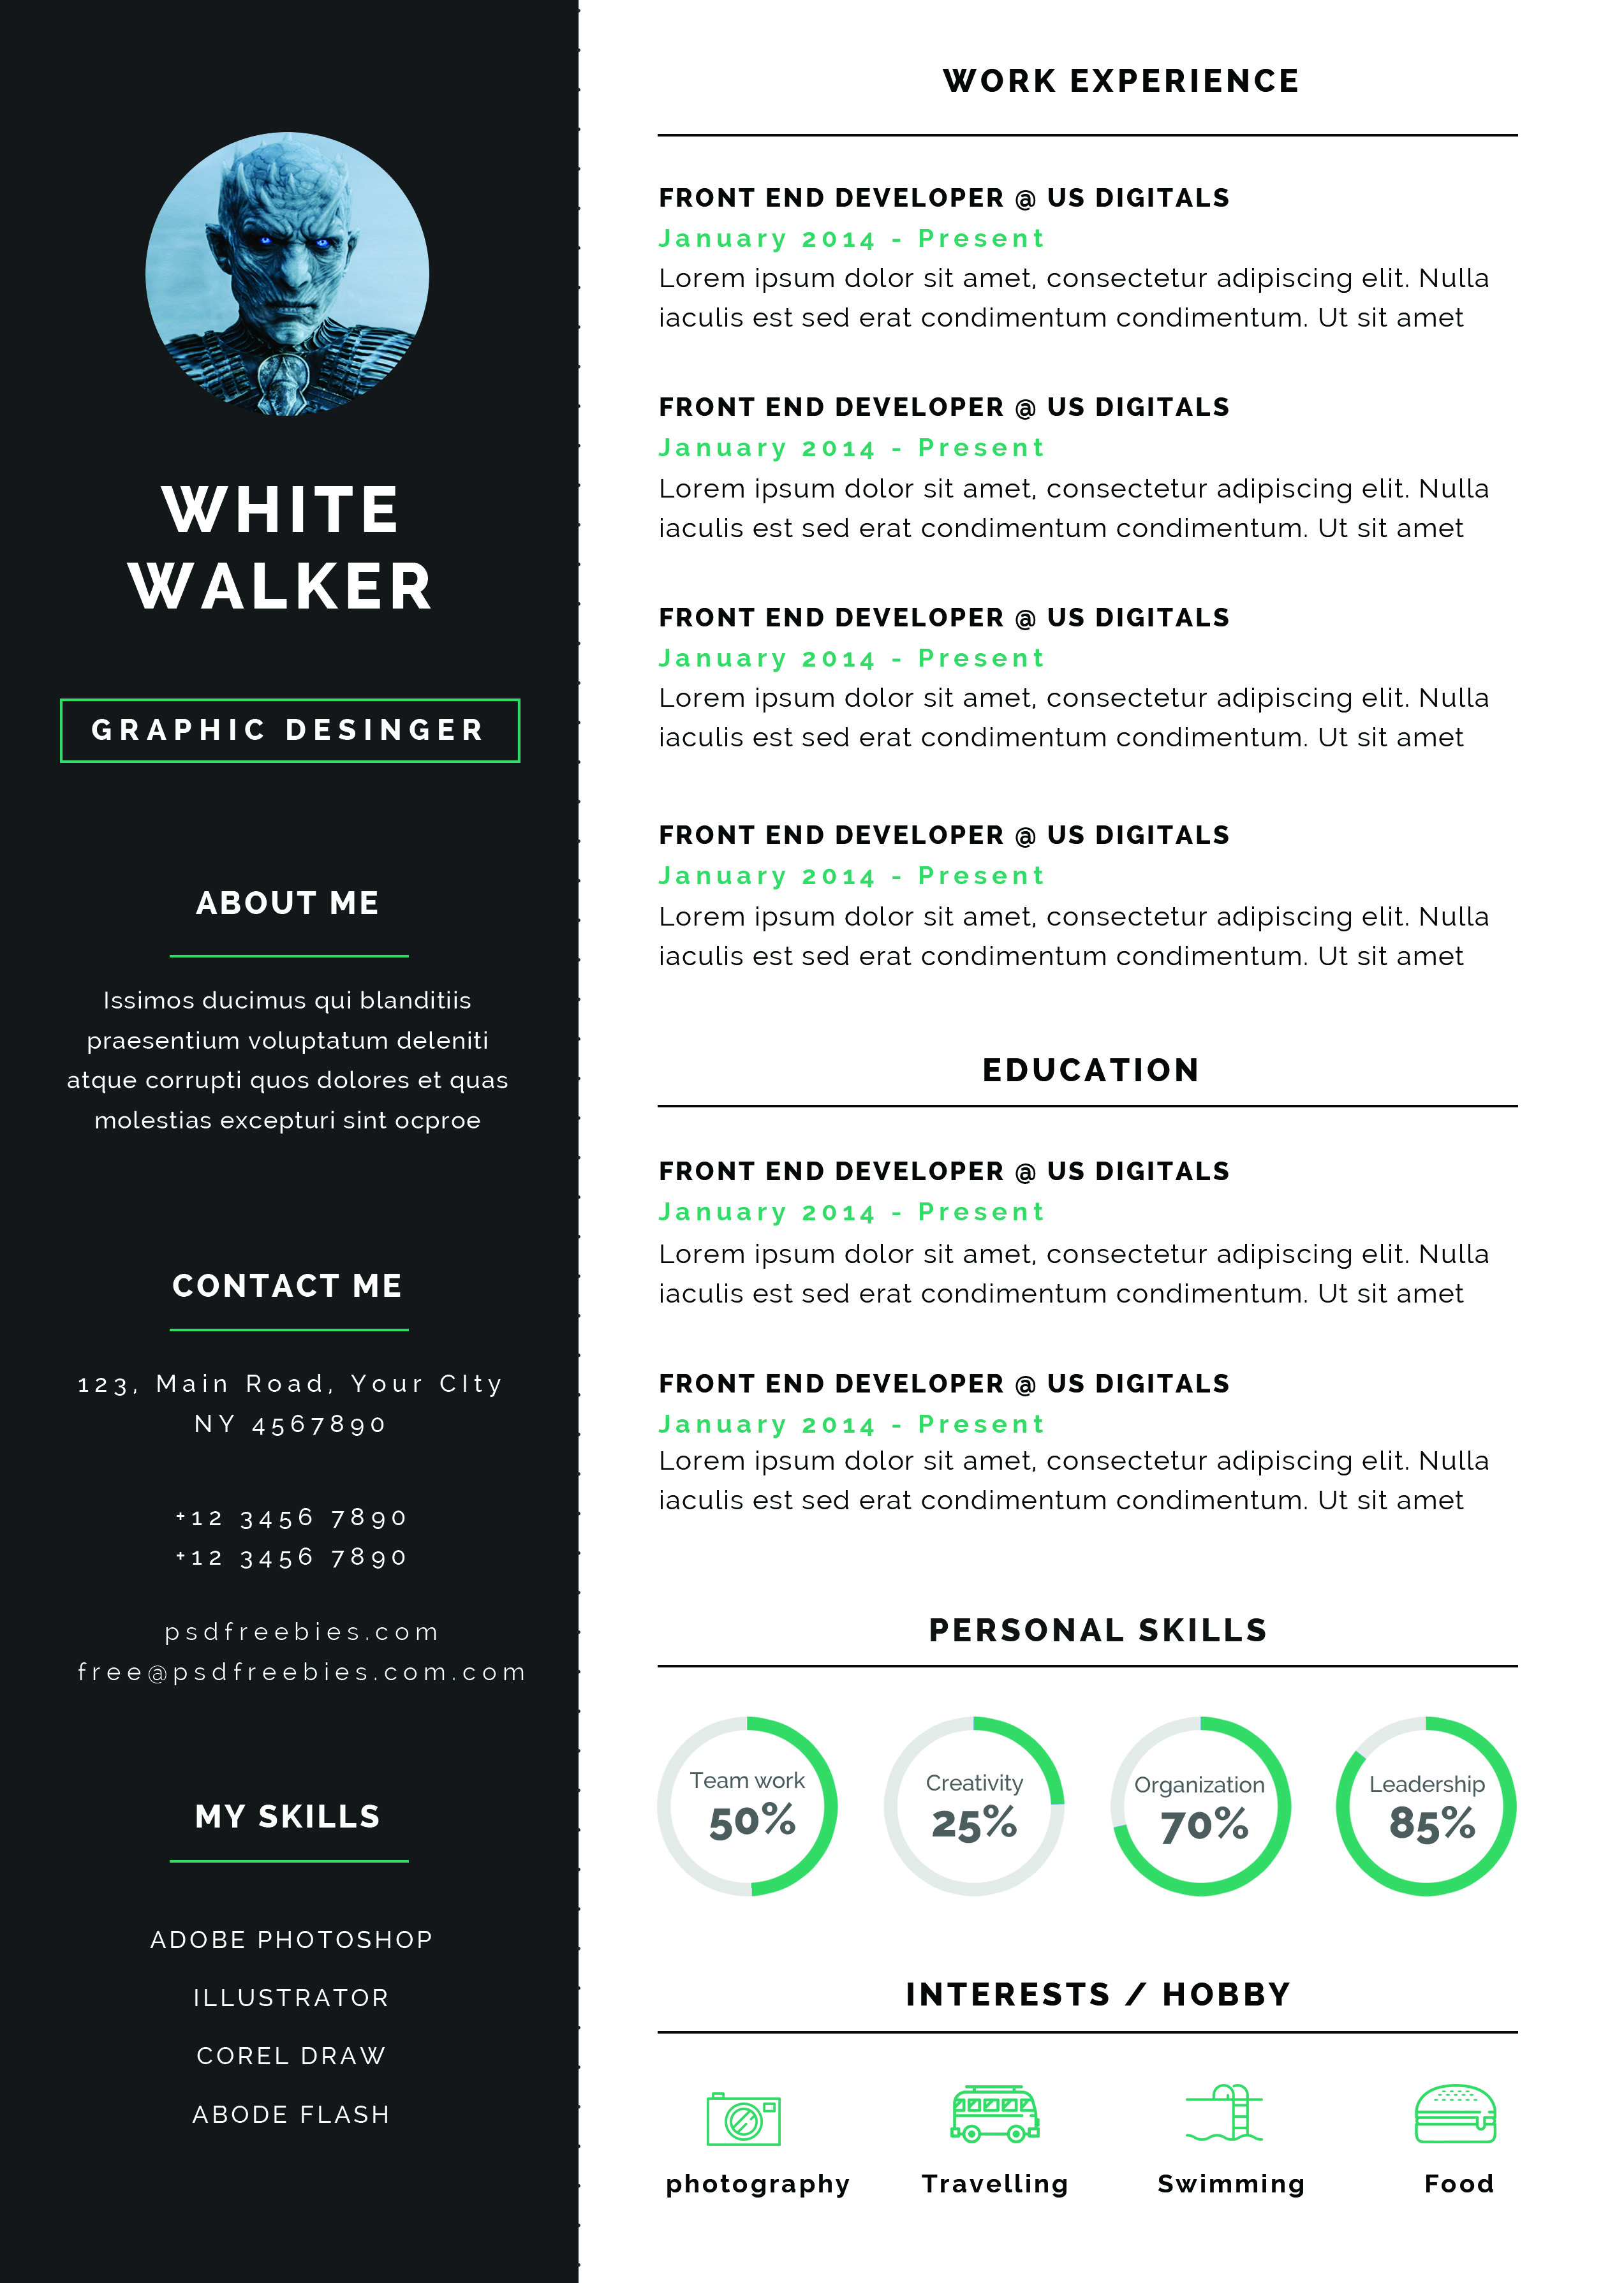 WHITE
WALKER
GRAPHIC DESINGER
ABOUT ME
Issimos ducimus qui blanditiis
praesentium voluptatum deleniti
atque corrupti quos dolores et quas
molestias excepturi sint ocproe
CONTACT ME
123, Main Road, Your CIty
NY 4567890
+12 3456 7890
+12 3456 7890
psdfreebies.com
free@psdfreebies.com.com
MY SKILLS
ADOBE PHOTOSHOP
ILLUSTRATOR
COREL DRAW
ABODE FLASH
WORK EXPERIENCE
FRONT END DEVELOPER @ US DIGITALS
January 2014 - Present
Lorem ipsum dolor sit amet, consectetur adipiscing elit. Nulla
iaculis est sed erat condimentum condimentum. Ut sit amet
FRONT END DEVELOPER @ US DIGITALS
January 2014 - Present
Lorem ipsum dolor sit amet, consectetur adipiscing elit. Nulla
iaculis est sed erat condimentum condimentum. Ut sit amet
FRONT END DEVELOPER @ US DIGITALS
January 2014 - Present
Lorem ipsum dolor sit amet, consectetur adipiscing elit. Nulla
iaculis est sed erat condimentum condimentum. Ut sit amet
FRONT END DEVELOPER @ US DIGITALS
January 2014 - Present
Lorem ipsum dolor sit amet, consectetur adipiscing elit. Nulla
iaculis est sed erat condimentum condimentum. Ut sit amet
EDUCATION
FRONT END DEVELOPER @ US DIGITALS
January 2014 - Present
Lorem ipsum dolor sit amet, consectetur adipiscing elit. Nulla
iaculis est sed erat condimentum condimentum. Ut sit amet
FRONT END DEVELOPER @ US DIGITALS
January 2014 - Present
Lorem ipsum dolor sit amet, consectetur adipiscing elit. Nulla
iaculis est sed erat condimentum condimentum. Ut sit amet
PERSONAL SKILLS
Team work
50%
Creativity
25%
Organization
70%
Leadership
85%
INTERESTS / HOBBY
photography
Travelling
Swimming
Food